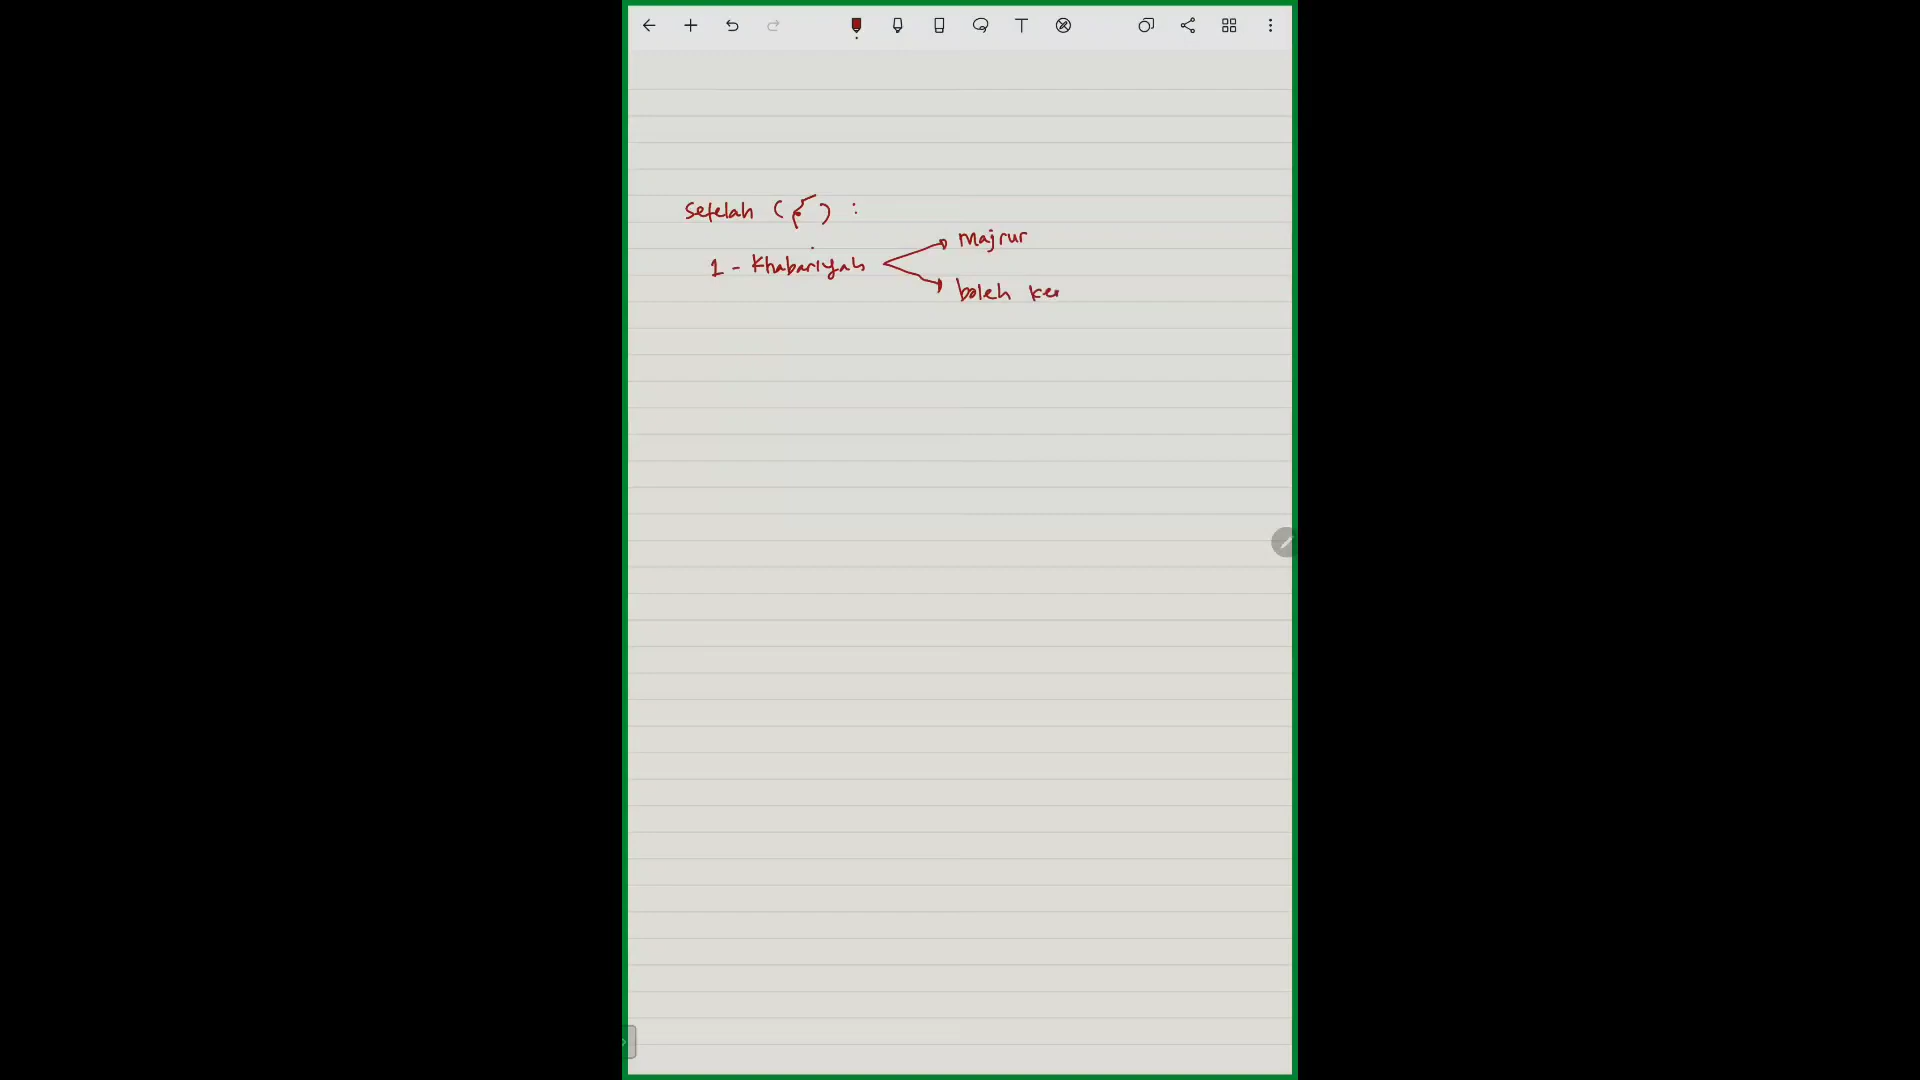 Setelah (كم) :
1 - Khabariyah
majrur
boleh ke